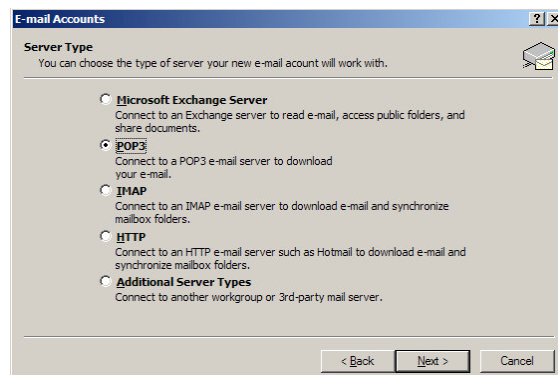 E-mail Accounts
Server Type
You can choose the type of server your new e-mail acount will work with.
Microsoft Exchange Server
Connect to an Exchange server to read e-mail, access public folders, and
share documents.
POP3
Connect to a POP3 e-mail server to download
your e-mail.
IMAP
Connect to an IMAP e-mail server to download e-mail and synchronize
mailbox folders.
HTTP
Connect to an HTTP e-mail server such as Hotmail to download e-mail and
synchronize mailbox folders.
Additional Server Types
Connect to another workgroup or 3rd-party mail server.
< Back Next > Cancel